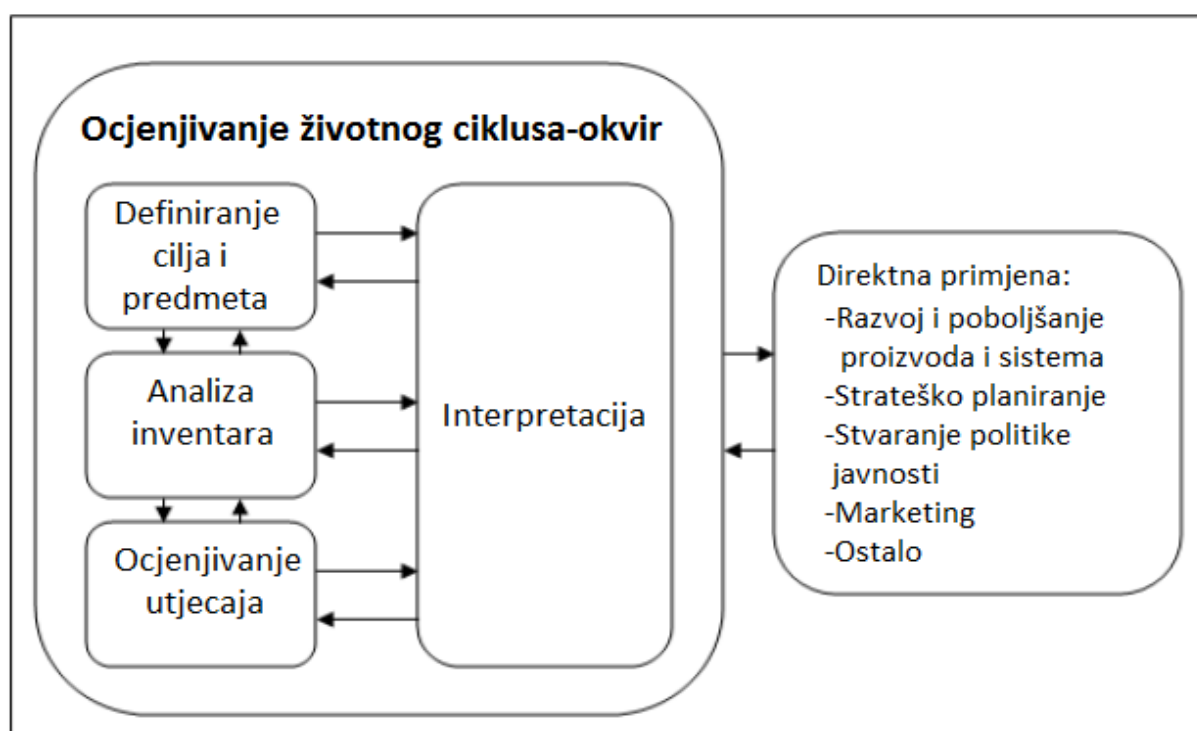 Ocjenjivanje životnog ciklusa-okvir
Definiranje
cilja i
predmeta
Analiza
inventara
Ocjenjivanje
utjecaja
Interpretacija
Direktna primjena:
-Razvoj i poboljšanje
proizvoda i sistema
-Strateško planiranje
-Stvaranje politike
javnosti
-Marketing
-Ostalo